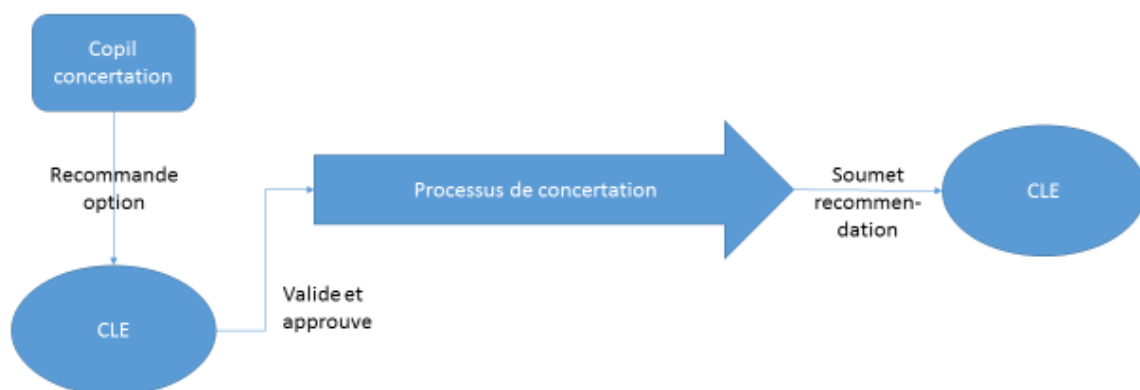 Copil
concertation
Recommande
option
CLE
Valide et
approuve
Processus de concertation
Soumet
recommen-
dation
CLE